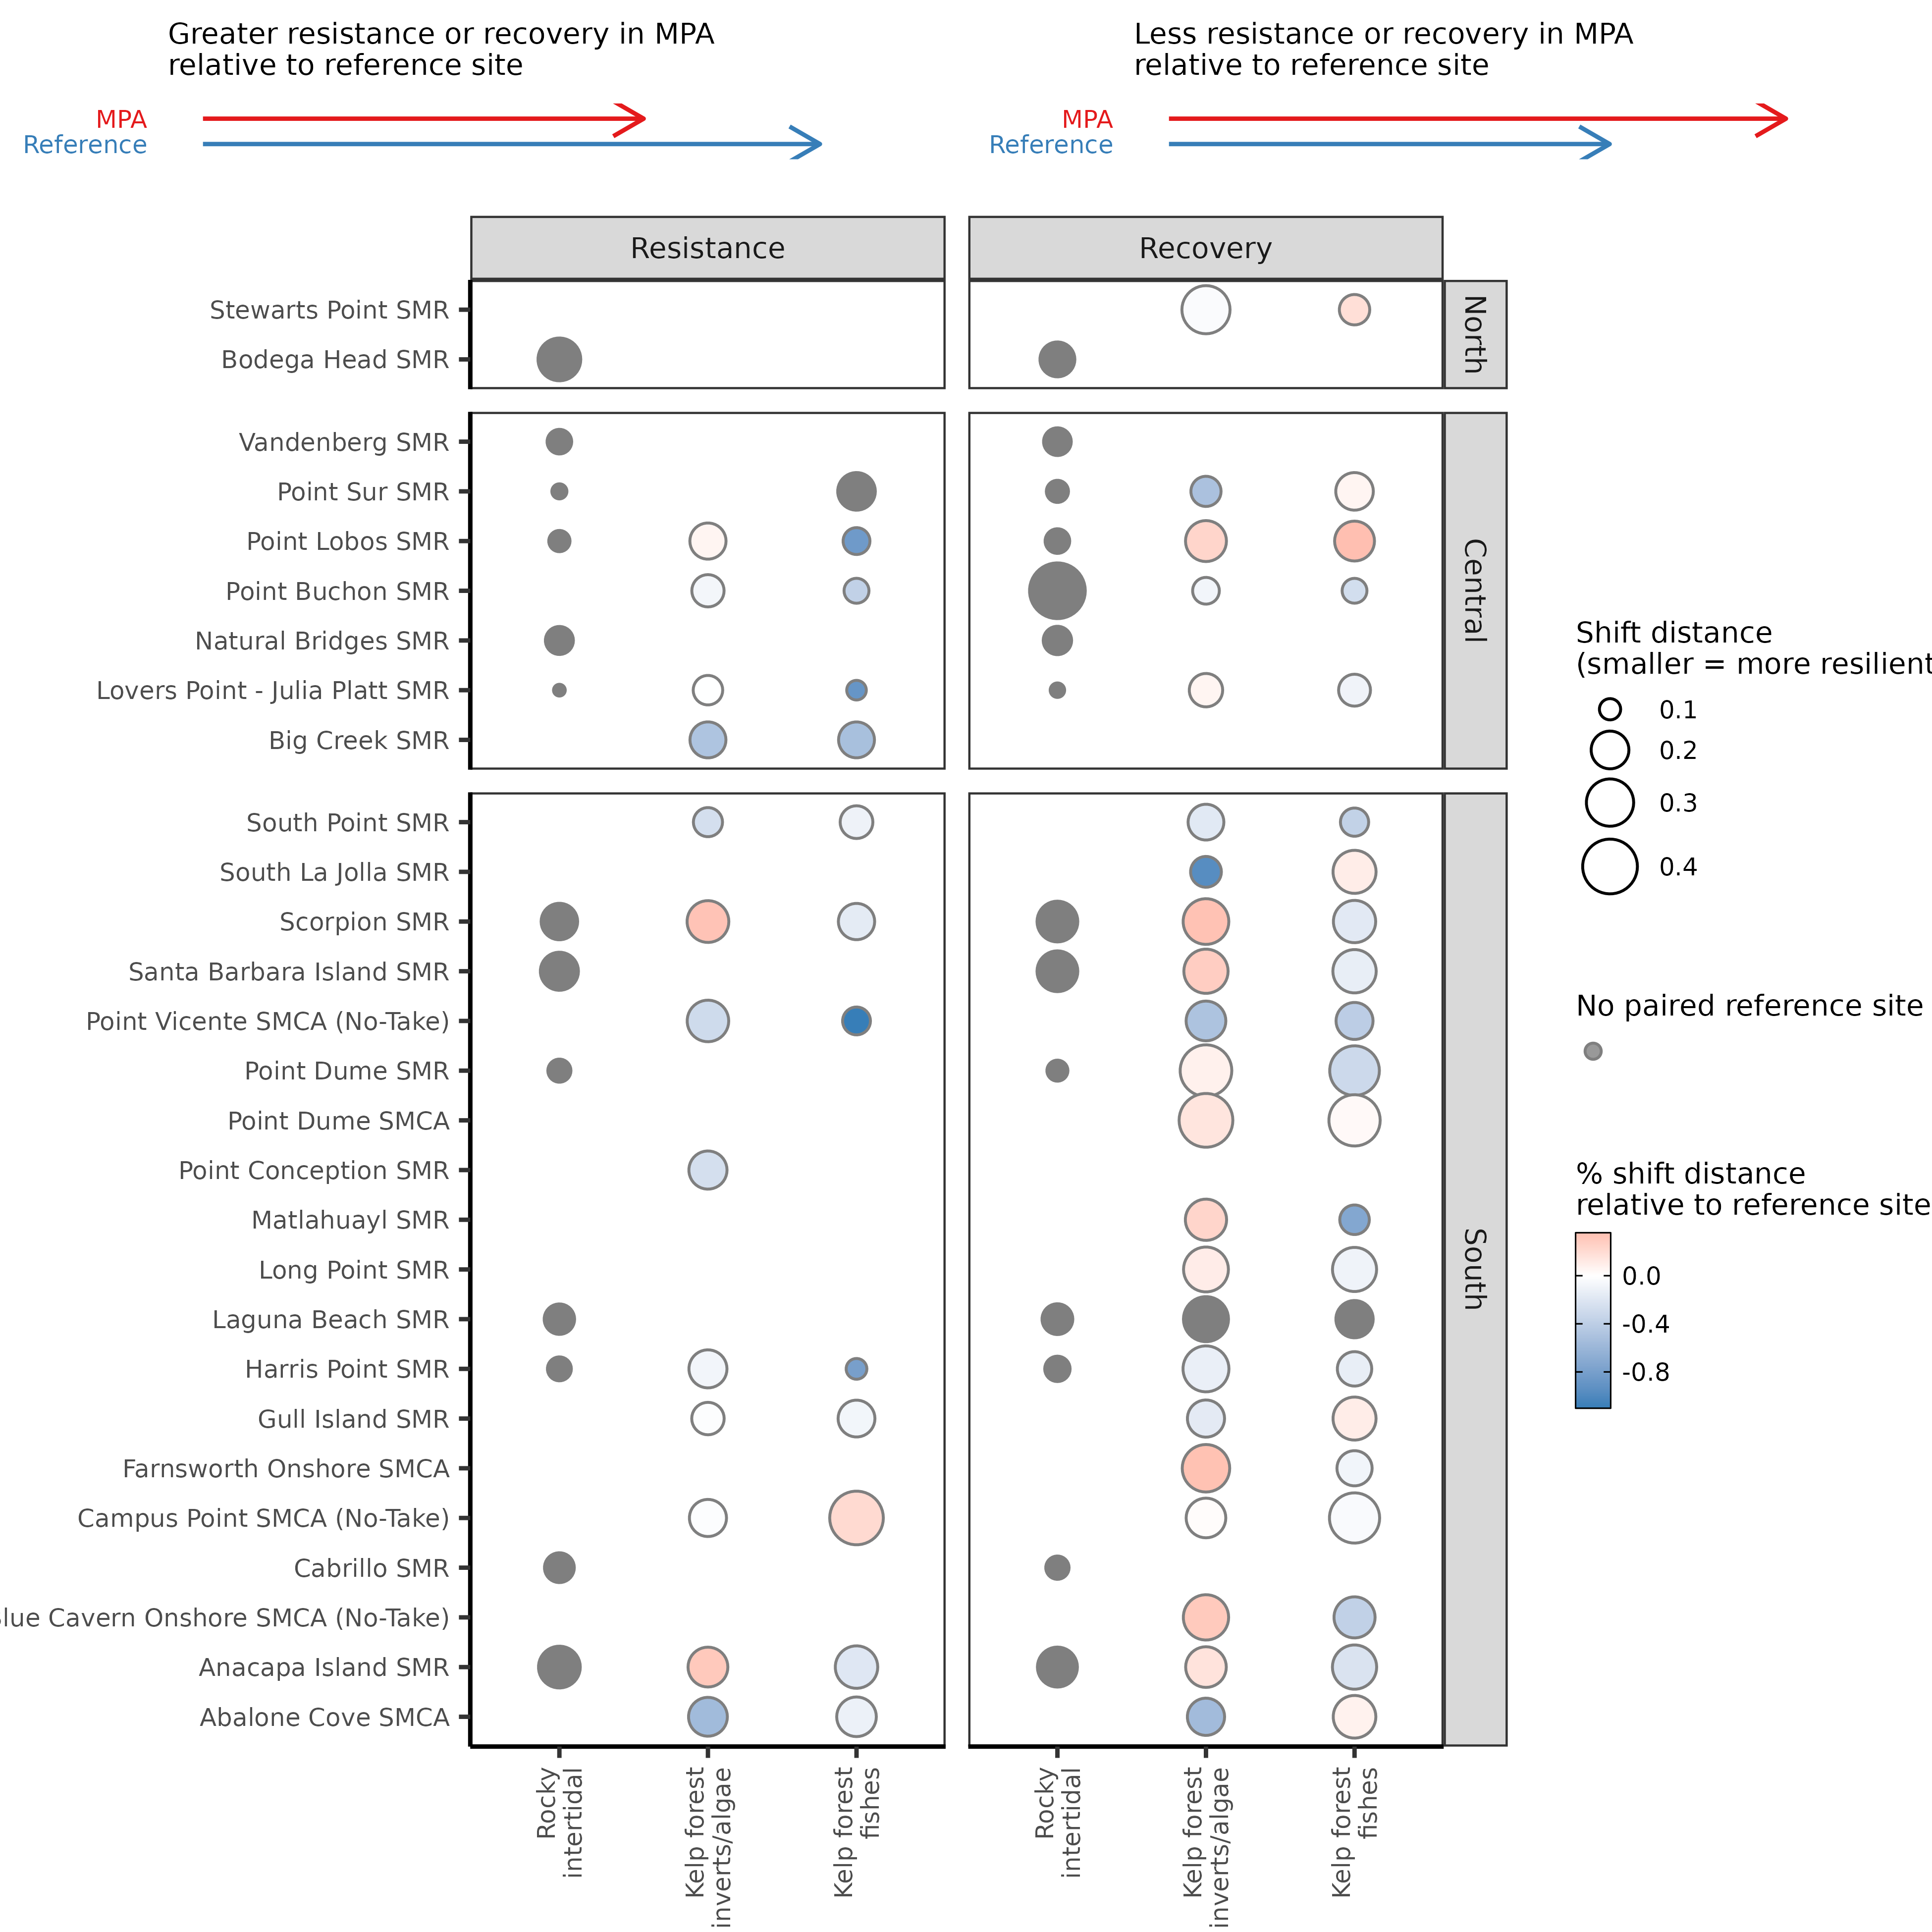 Greater resistance or recovery in MPA
relative to reference site
Less resistance or recovery in MPA
relative to reference site
MPA
Reference
MPA
Reference
Resistance
Recovery
North
Stewarts Point SMR
Bodega Head SMR
Central
Vandenberg SMR
Point Sur SMR
Point Lobos SMR
Point Buchon SMR
Natural Bridges SMR
Lovers Point - Julia Platt SMR
Big Creek SMR
South
South Point SMR
South La Jolla SMR
Scorpion SMR
Santa Barbara Island SMR
Point Vicente SMCA (No-Take)
Point Dume SMR
Point Dume SMCA
Point Conception SMR
Matlahuayl SMR
Long Point SMR
Laguna Beach SMR
Harris Point SMR
Gull Island SMR
Farnsworth Onshore SMCA
Campus Point SMCA (No-Take)
Cabrillo SMR
lue Cavern Onshore SMCA (No-Take)
Anacapa Island SMR
Abalone Cove SMCA
Rocky
intertidal
Kelp forest
inverts/algae
Kelp forest
fishes
Rocky
intertidal
Kelp forest
inverts/algae
Kelp forest
fishes
Shift distance
(smaller = more resilient
0.1
0.2
0.3
0.4
No paired reference site
% shift distance
relative to reference site
0.0
-0.4
-0.8